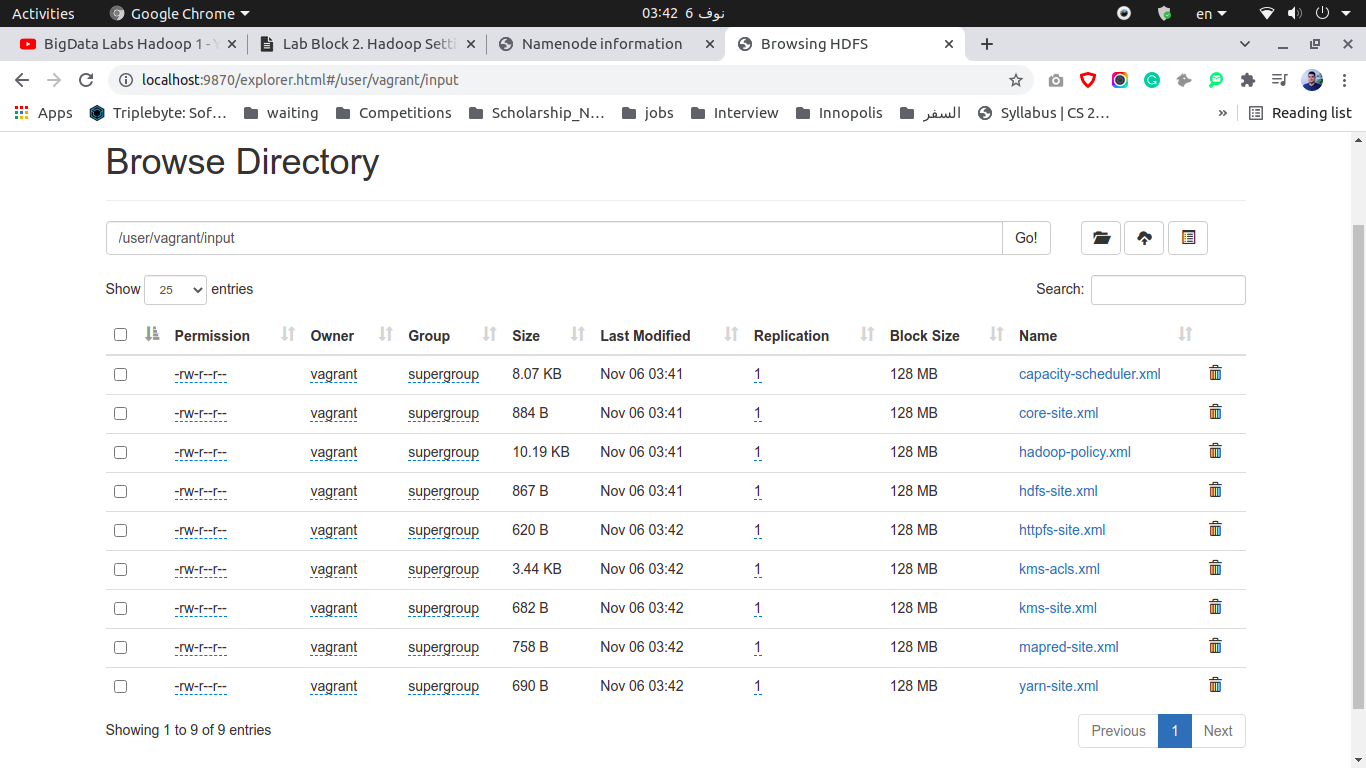 Activities Google Chrome 03:42 6 نوف en
BigData Labs Hadoop 1 - Y Lab Block 2. Hadoop Setti Namenode information Browsing HDFS
localhost:9870/explorer.html#/user/vagrant/input
Apps Triplebyte: Sof... waiting Competitions Scholarship_N... jobs Interview Innopolis السفر Syllabus | CS 2... » Reading list
Browse Directory
/user/vagrant/input Go!
Show 25 entries Search:
Permission Owner Group Size Last Modified Replication Block Size Name
-rw-r--r-- vagrant supergroup 8.07 KB Nov 06 03:41 1 128 MB capacity-scheduler.xml
-rw-r--r-- vagrant supergroup 884 B Nov 06 03:41 1 128 MB core-site.xml
-rw-r--r-- vagrant supergroup 10.19 KB Nov 06 03:41 1 128 MB hadoop-policy.xml
-rw-r--r-- vagrant supergroup 867 B Nov 06 03:41 1 128 MB hdfs-site.xml
-rw-r--r-- vagrant supergroup 620 B Nov 06 03:42 1 128 MB httpfs-site.xml
-rw-r--r-- vagrant supergroup 3.44 KB Nov 06 03:42 1 128 MB kms-acls.xml
-rw-r--r-- vagrant supergroup 682 B Nov 06 03:42 1 128 MB kms-site.xml
-rw-r--r-- vagrant supergroup 758 B Nov 06 03:42 1 128 MB mapred-site.xml
-rw-r--r-- vagrant supergroup 690 B Nov 06 03:42 1 128 MB yarn-site.xml
Showing 1 to 9 of 9 entries Previous 1 Next